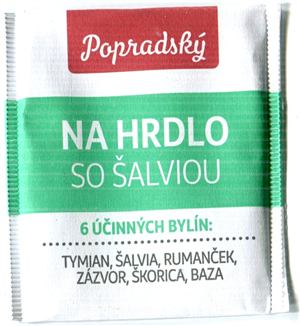 Popradský
NA HRDLO
SO ŠALVIOU
6 ÚČINNÝCH BYLÍN:
TYMIAN, ŠALVIA, RUMANČEK,
ZÁZVOR, ŠKORICA, BAZA